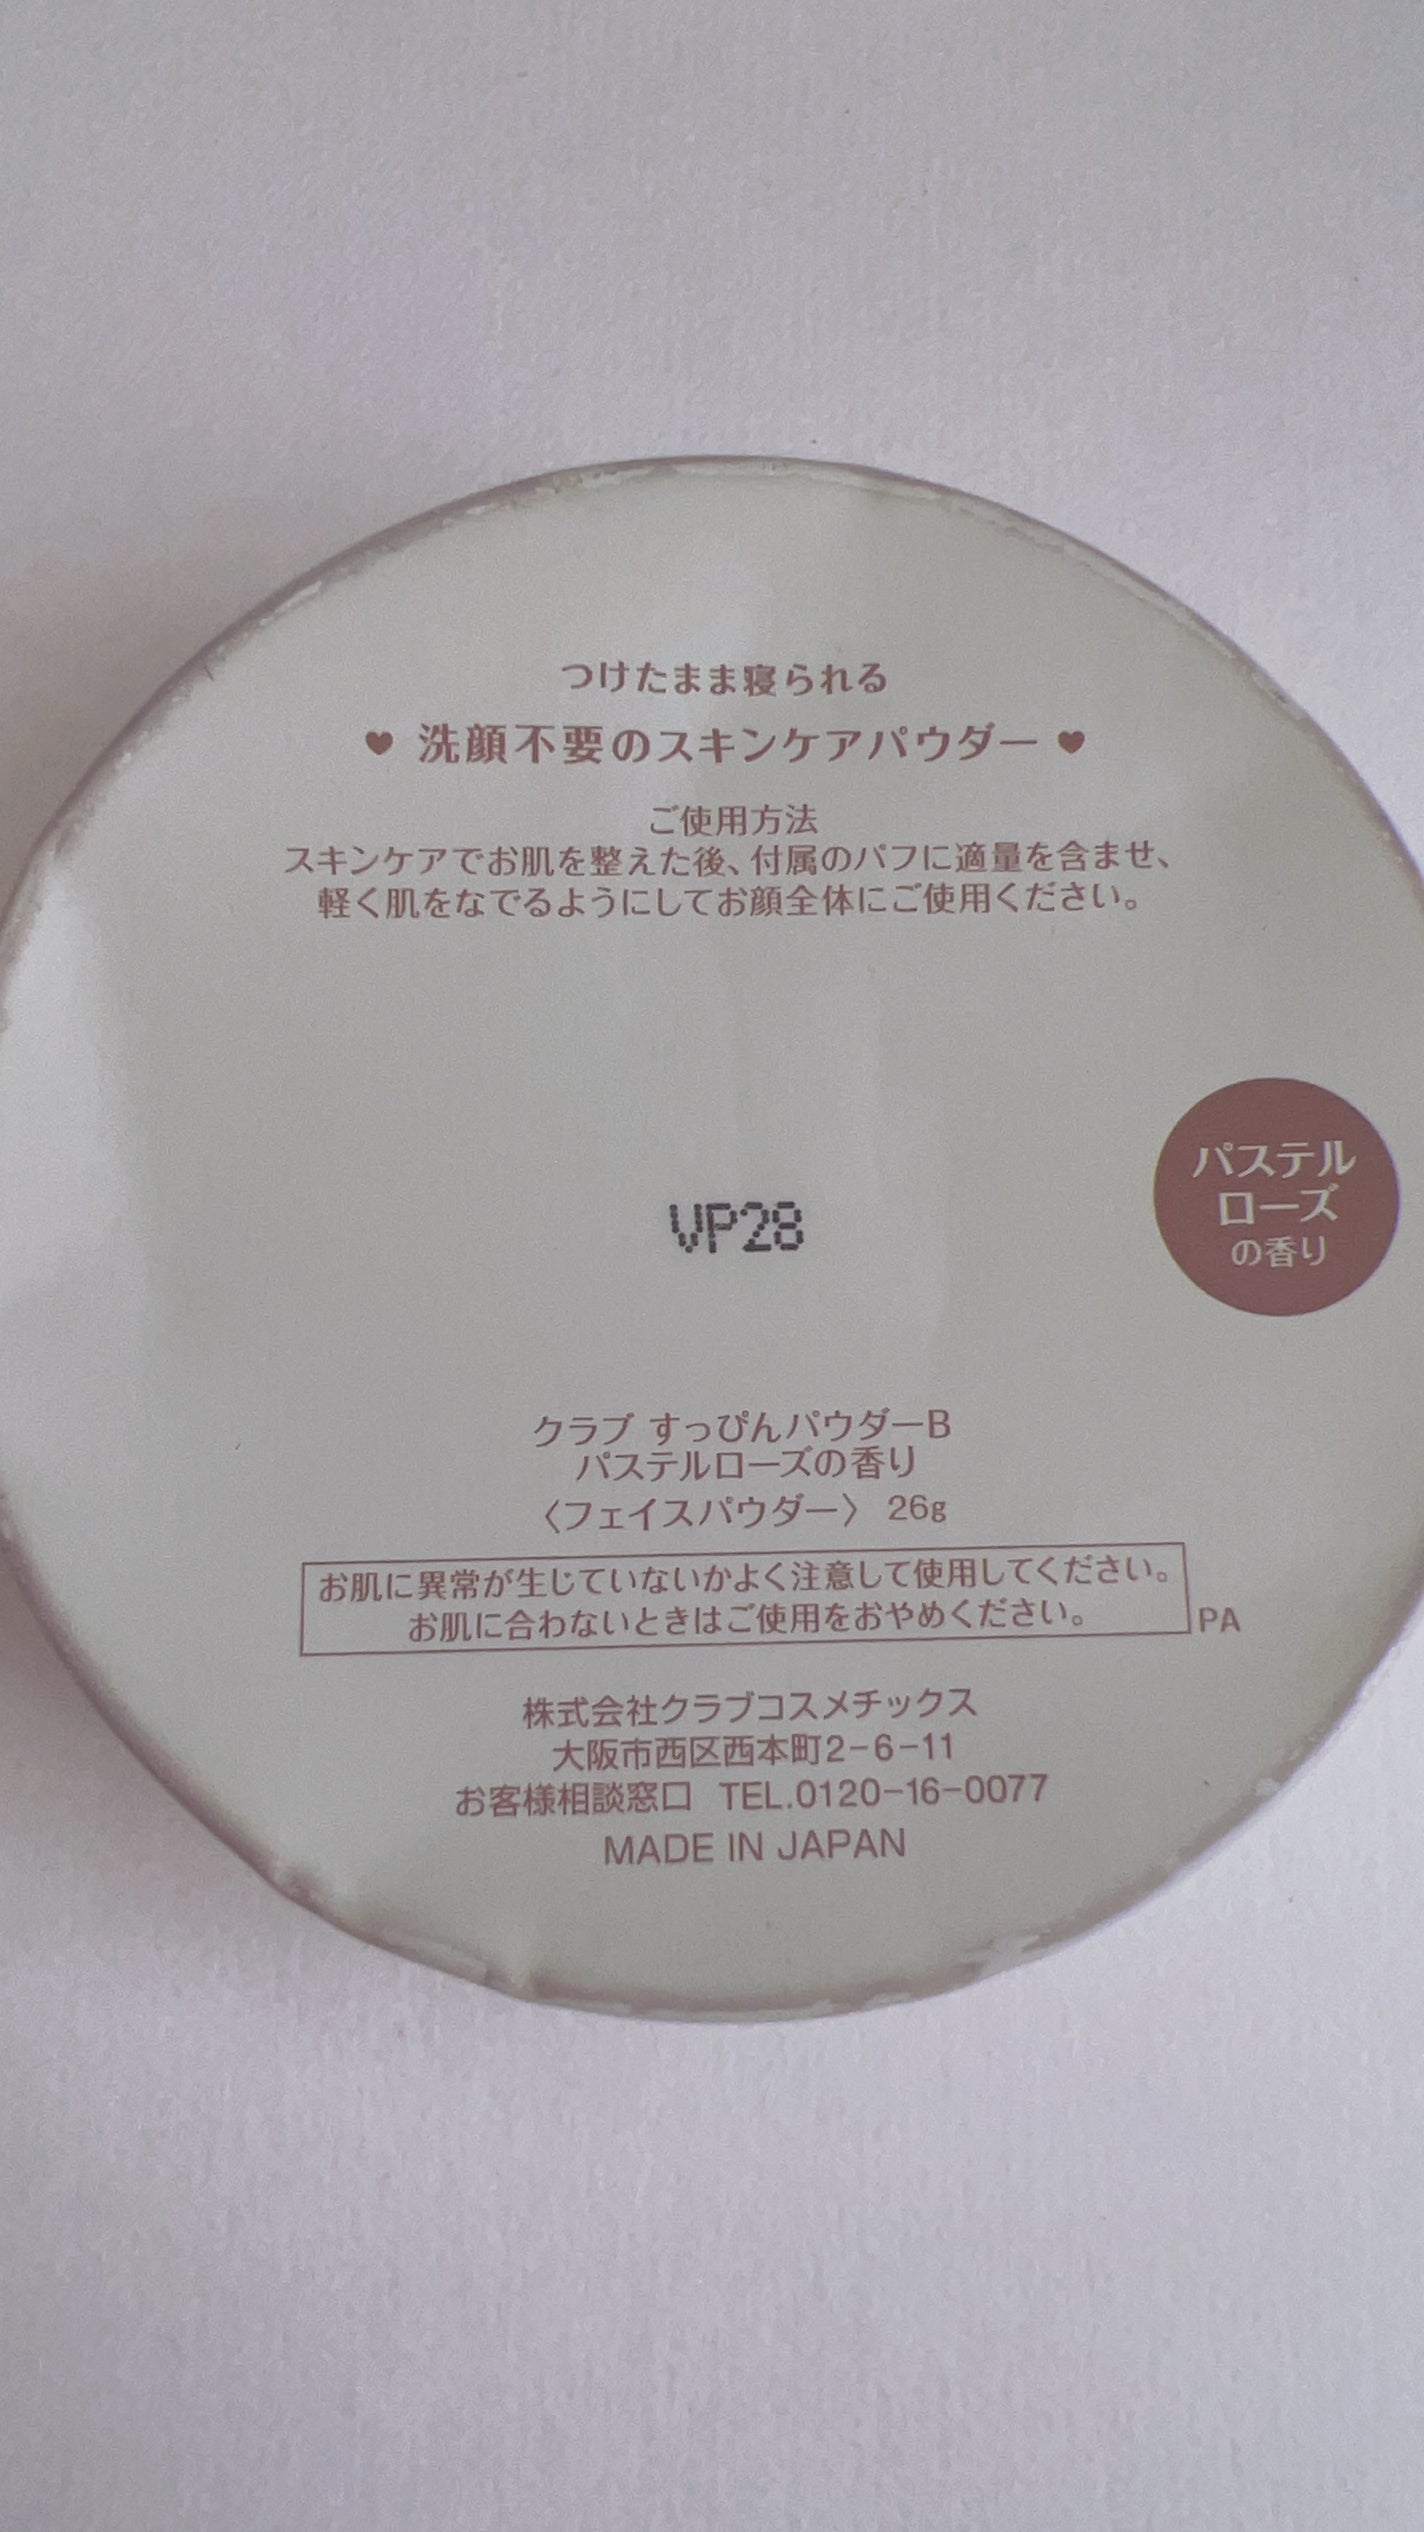 つけたまま寝られる
♥ 洗顔不要のスキンケアパウダー ♥
ご使用方法
スキンケアでお肌を整えた後、付属のパフに適量を含ませ、
軽く肌をなでるようにしてお顔全体にご使用ください。
パステル
ローズ
の香り
VP28
クラブ すっぴんパウダーB
パステルローズの香り
〈フェイスパウダー〉 26g
お肌に異常が生じていないかよく注意して使用してください。
お肌に合わないときはご使用をおやめください。
PA
株式会社クラブコスメチックス
大阪市西区西本町2-6-11
お客様相談窓口 TEL.0120-16-0077
MADE IN JAPAN